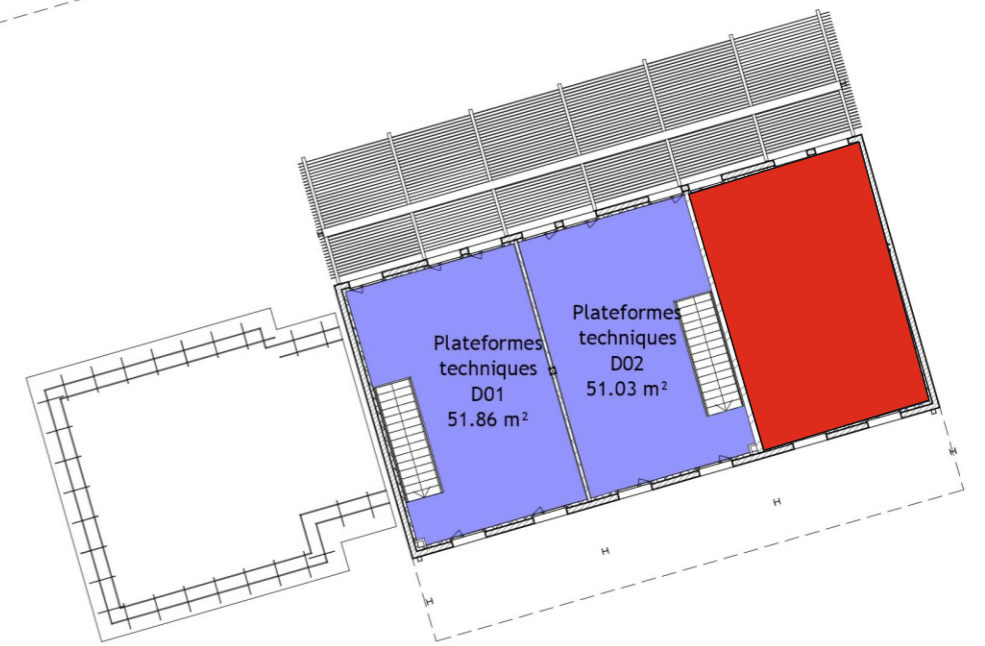 Plateformes
techniques
D01
51.86 m²
Plateformes
techniques
D02
51.03 m²
H
H
H
H